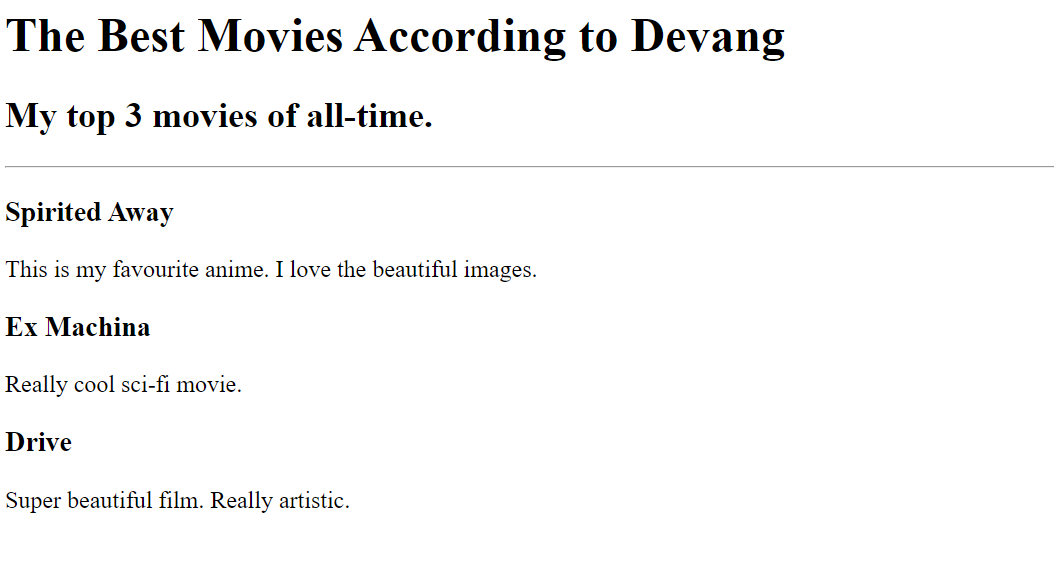 The Best Movies According to Devang
My top 3 movies of all-time.
Spirited Away
This is my favourite anime. I love the beautiful images.
Ex Machina
Really cool sci-fi movie.
Drive
Super beautiful film. Really artistic.